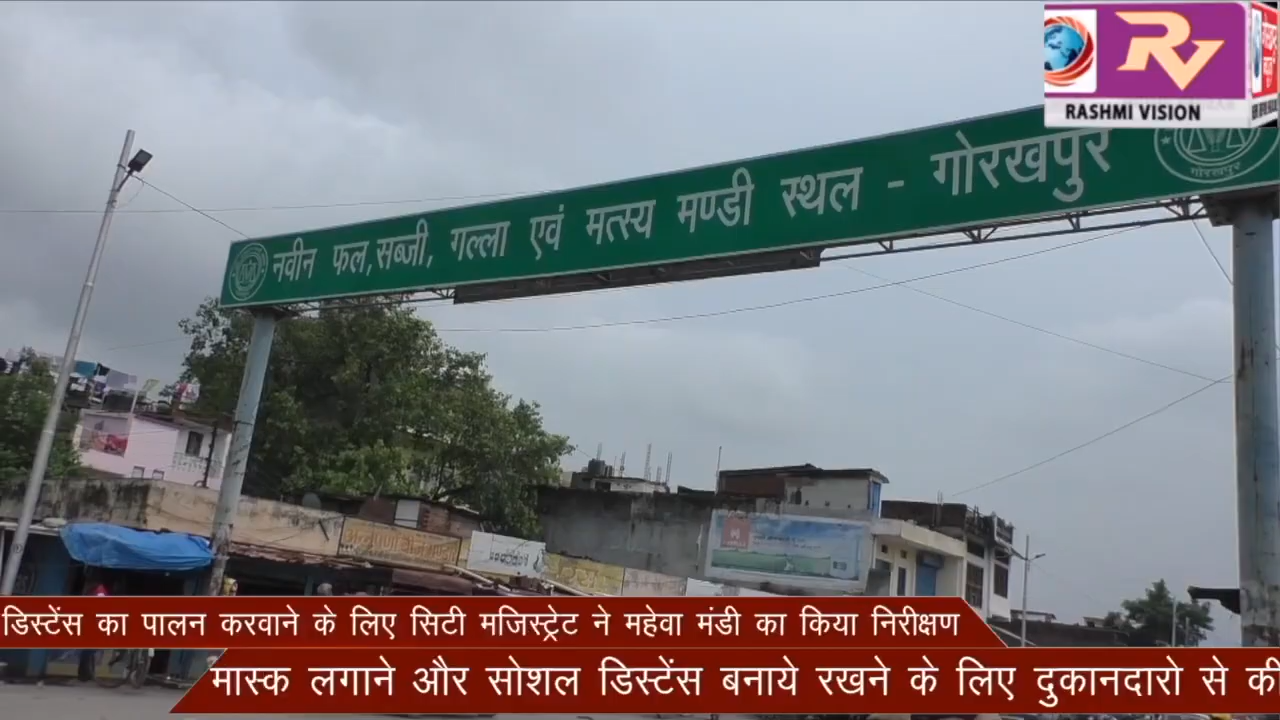 RASHMI VISION
नवीन फल, सब्जी, गल्ला एवं मत्स्य मण्डी स्थल - गोरखपुर
गोरखपुर
डिस्टेंस का पालन करवाने के लिए सिटी मजिस्ट्रेट ने महेवा मंडी का किया निरीक्षण
मास्क लगाने और सोशल डिस्टेंस बनाये रखने के लिए दुकानदारो से की